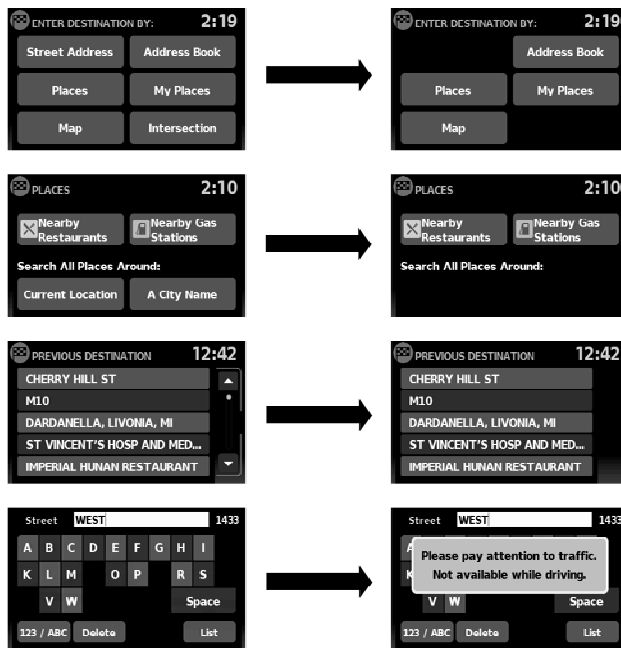 ENTER DESTINATION BY: 2:19
Street Address Address Book
Places My Places
Map Intersection
ENTER DESTINATION BY: 2:19
Address Book
Places My Places
Map
PLACES 2:10
Nearby Restaurants
Nearby Gas Stations
Search All Places Around:
Current Location A City Name
PLACES 2:10
Nearby Restaurants
Nearby Gas Stations
Search All Places Around:
PREVIOUS DESTINATION 12:42
CHERRY HILL ST
M10
DARDANELLA, LIVONIA, MI
ST VINCENT'S HOSP AND MED...
IMPERIAL HUNAN RESTAURANT
PREVIOUS DESTINATION 12:42
CHERRY HILL ST
M10
DARDANELLA, LIVONIA, MI
ST VINCENT'S HOSP AND MED...
IMPERIAL HUNAN RESTAURANT
Street WEST 1433
A B C D E F G H I
K L M O P R S
V W Space
123 / ABC Delete List
Street WEST 1433
A
Please pay attention to traffic.
K
Not available while driving.
V W Space
123 / ABC Delete List